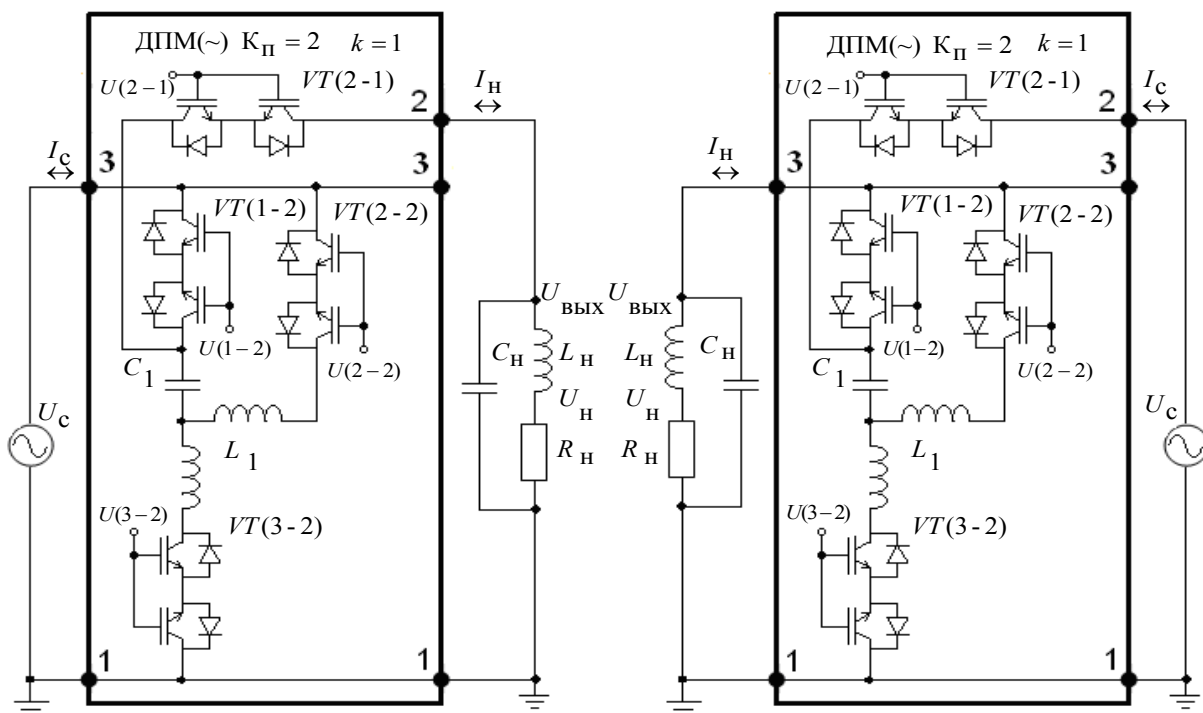 ДПМ(~) К_П = 2 k = 1
U(2-1)
VT(2-1)
I_Н
2
I_С
3
3
VT(1-2)
VT(2-2)
U(1-2)
U(2-2)
C_1
L_1
U_С
U(3-2)
VT(3-2)
1
1
U_ВЫХ
C_Н
L_Н
U_Н
R_Н
ДПМ(~) К_П = 2 k = 1
U(2-1)
VT(2-1)
I_С
2
I_Н
3
3
VT(1-2)
VT(2-2)
U(1-2)
U(2-2)
C_1
L_1
U_С
U(3-2)
VT(3-2)
1
1
U_ВЫХ
L_Н
C_Н
U_Н
R_Н